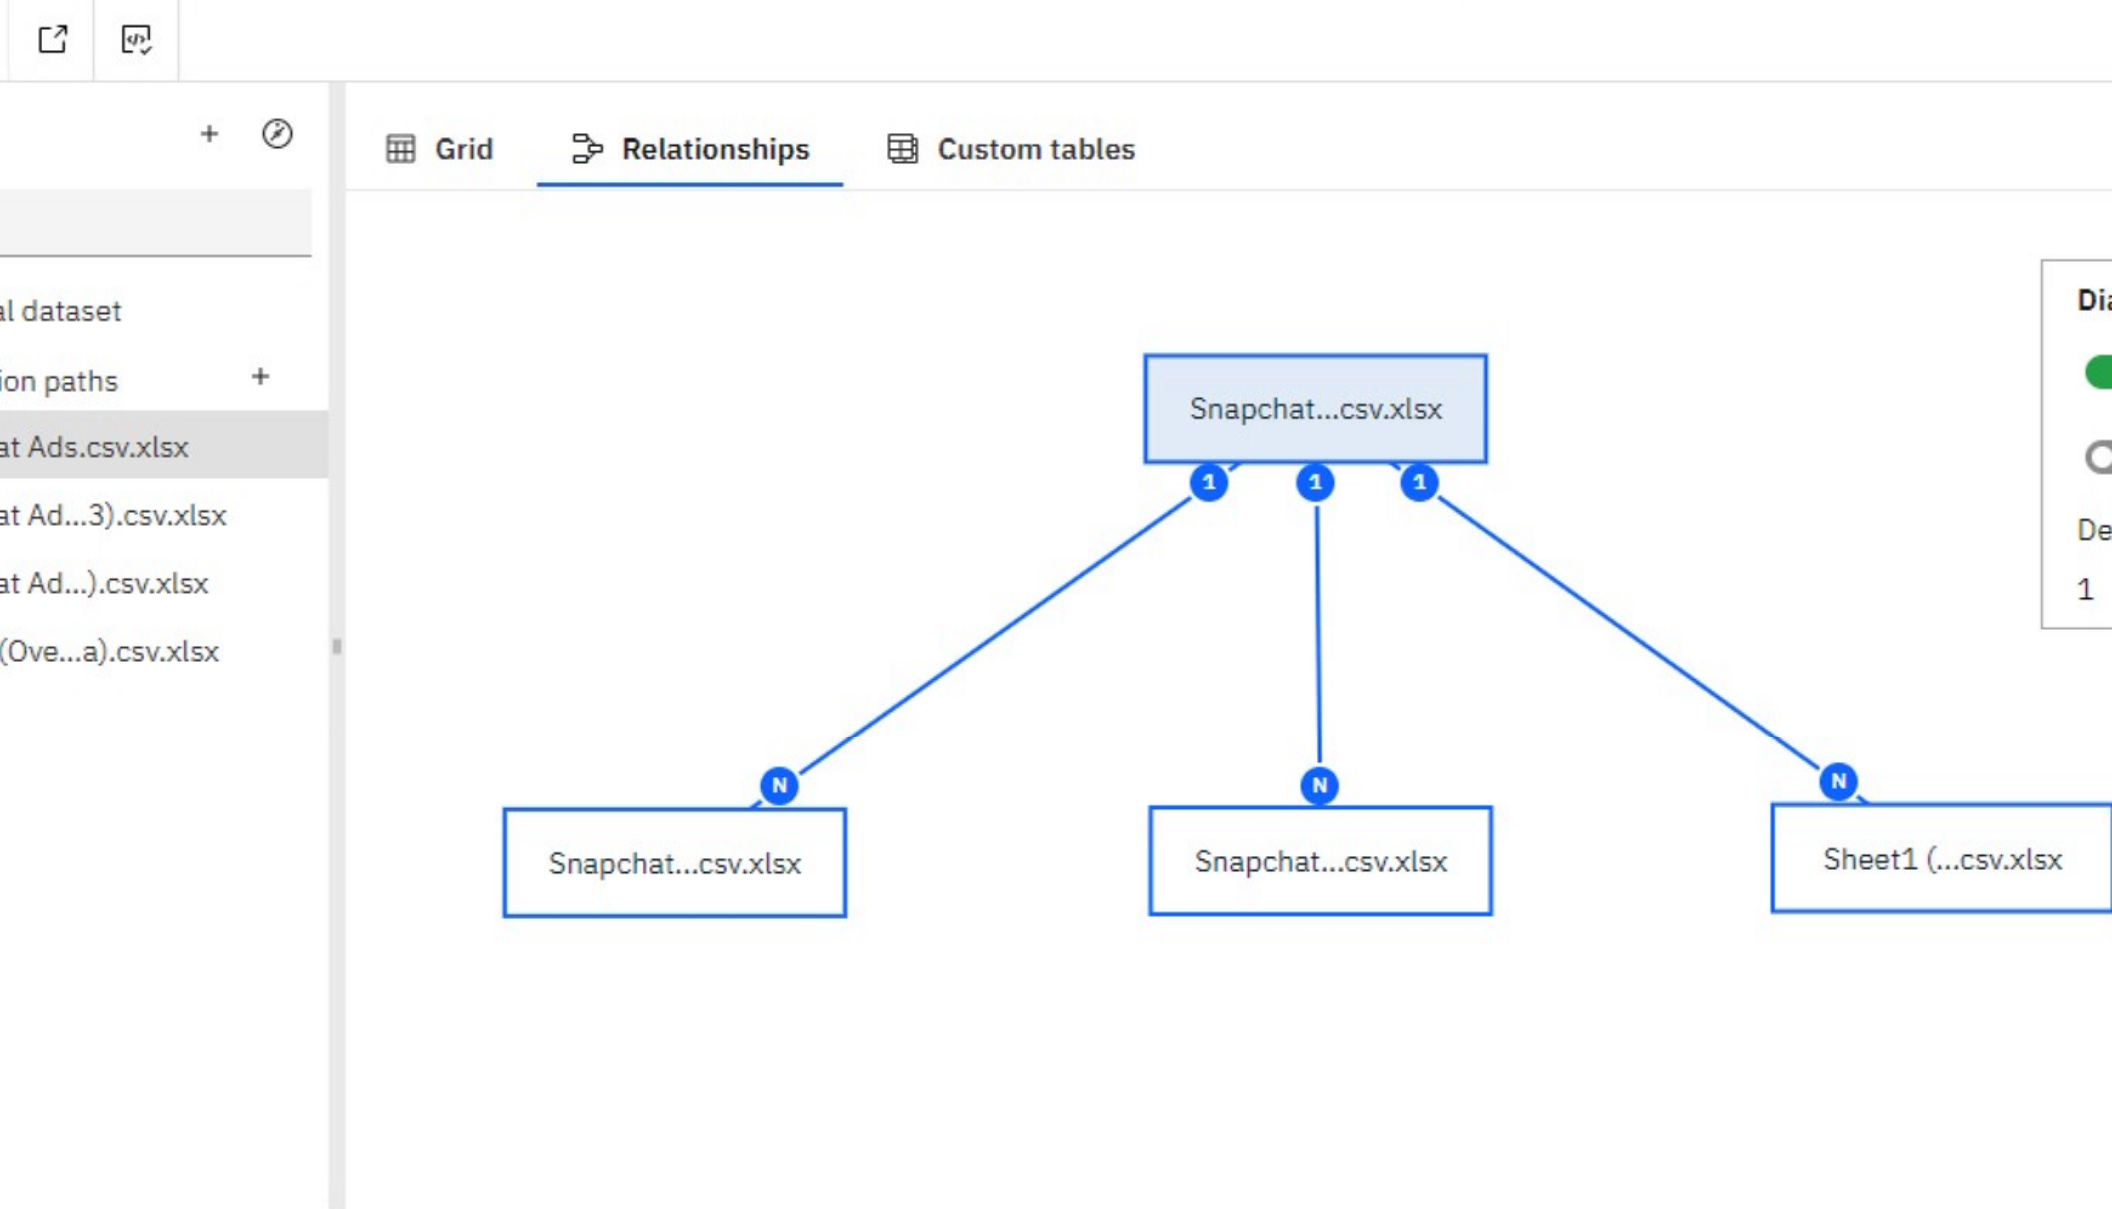 Grid Relationships Custom tables
al dataset
ion paths +
at Ads.csv.xlsx
at Ad...3).csv.xlsx
at Ad...).csv.xlsx
(Ove...a).csv.xlsx
Snapchat...csv.xlsx
1 1 1
N N N
Snapchat...csv.xlsx Snapchat...csv.xlsx Sheet1 (...csv.xlsx
Dia
De
1